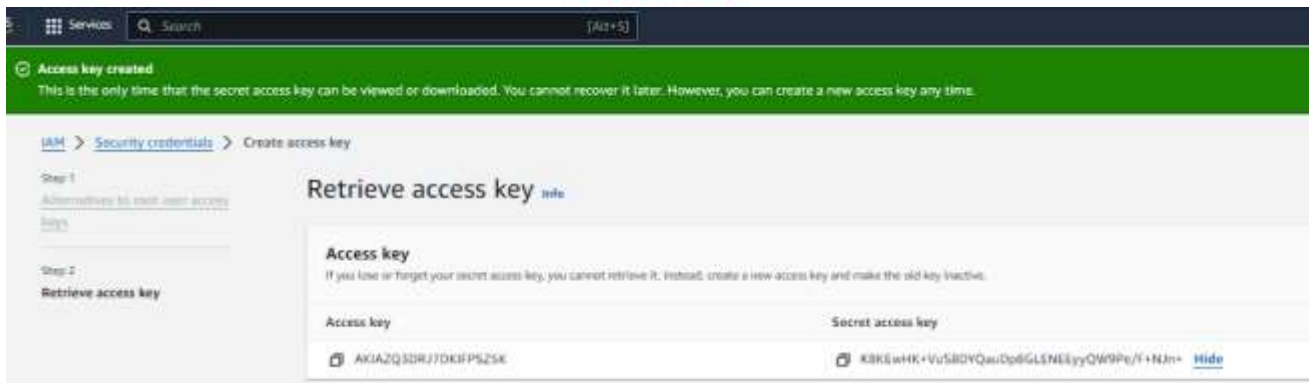 Services
Search
[Alt+S]
Access key created
This is the only time that the secret access key can be viewed or downloaded. You cannot recover it later. However, you can create a new access key any time.
IAM > Security credentials > Create access key
Step 1
Alternatives to root user access
keys
Step 2
Retrieve access key
Retrieve access key Info
Access key
If you lose or forget your secret access key, you cannot retrieve it. Instead, create a new access key and make the old key inactive.
Access key
Secret access key
Hide